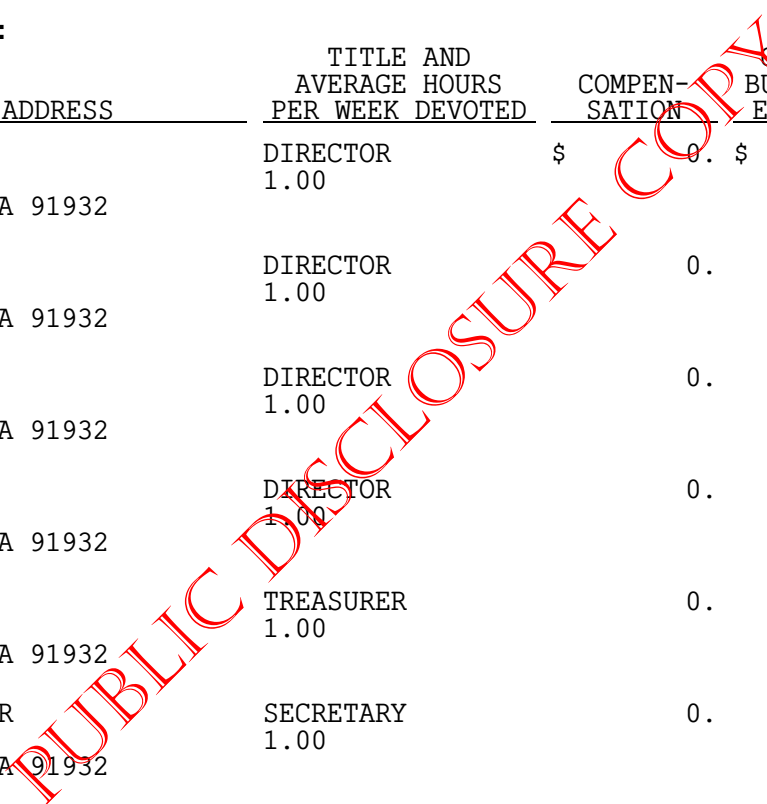 :
TITLE AND
AVERAGE HOURS COMPEN-
ADDRESS PER WEEK DEVOTED SATION
DIRECTOR $ 0. $
1.00
A 91932
DIRECTOR 0.
1.00
A 91932
DIRECTOR 0.
1.00
A 91932
DIRECTOR 0.
1.00
A 91932
TREASURER 0.
1.00
A 91932
R SECRETARY 0.
1.00
A 91932
PUBLIC DISCLOSURE COPY